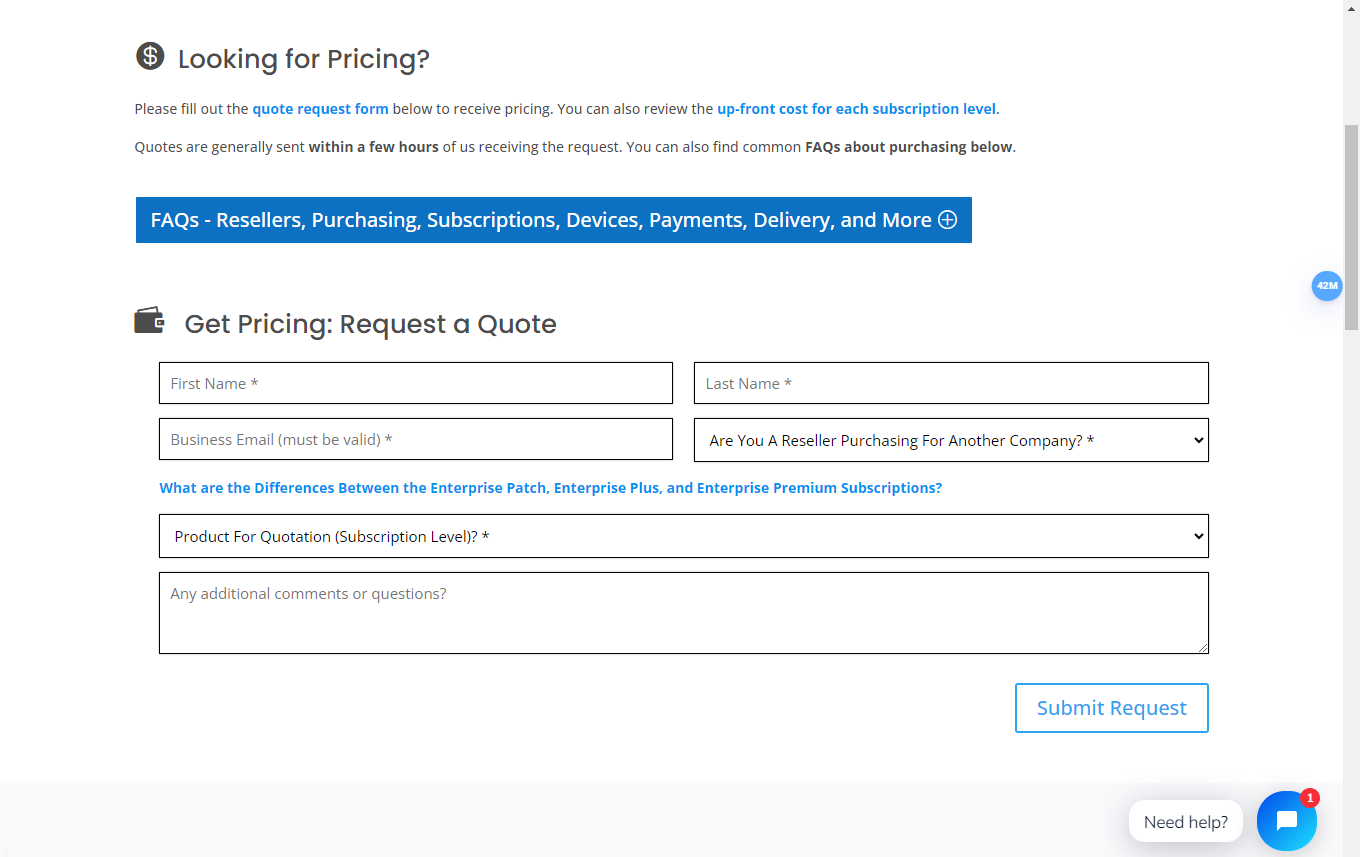 Looking for Pricing?
Please fill out the quote request form below to receive pricing. You can also review the up-front cost for each subscription level.
Quotes are generally sent within a few hours of us receiving the request. You can also find common FAQs about purchasing below.
FAQs - Resellers, Purchasing, Subscriptions, Devices, Payments, Delivery, and More
42M
Get Pricing: Request a Quote
First Name *
Last Name *
Business Email (must be valid) *
Are You A Reseller Purchasing For Another Company? *
What are the Differences Between the Enterprise Patch, Enterprise Plus, and Enterprise Premium Subscriptions?
Product For Quotation (Subscription Level)? *
Any additional comments or questions?
Submit Request
Need help?
1